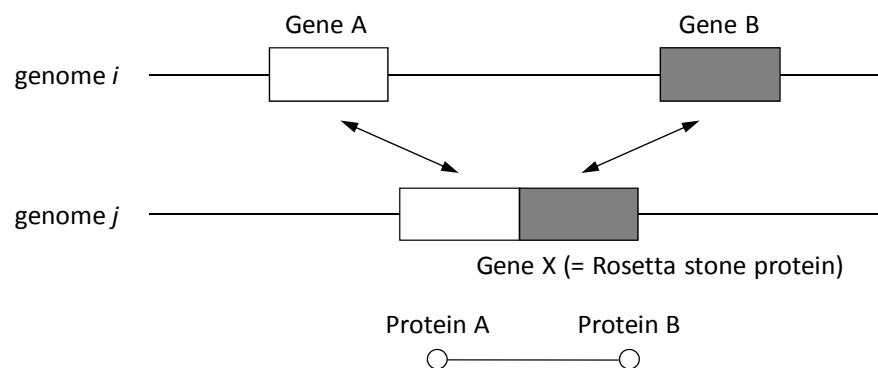 Gene A
Gene B
genome i
genome j
Gene X (= Rosetta stone protein)
Protein A
Protein B